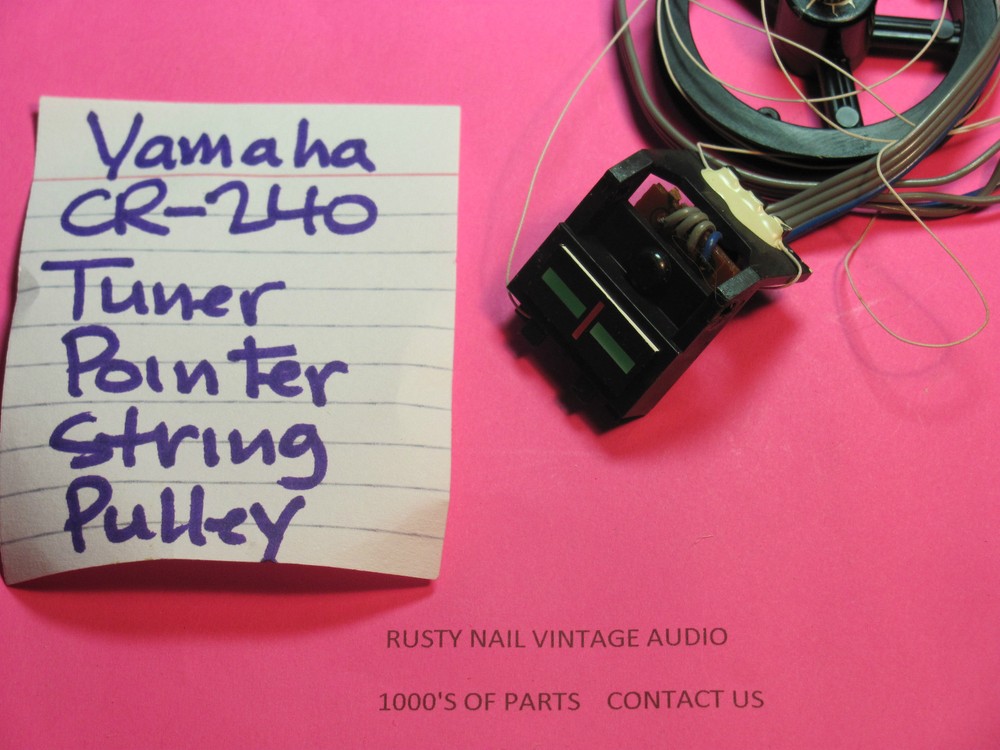 Yamaha
CR-240
Tuner
Pointer
String
Pulley
RUSTY NAIL VINTAGE AUDIO
1000'S OF PARTS CONTACT US